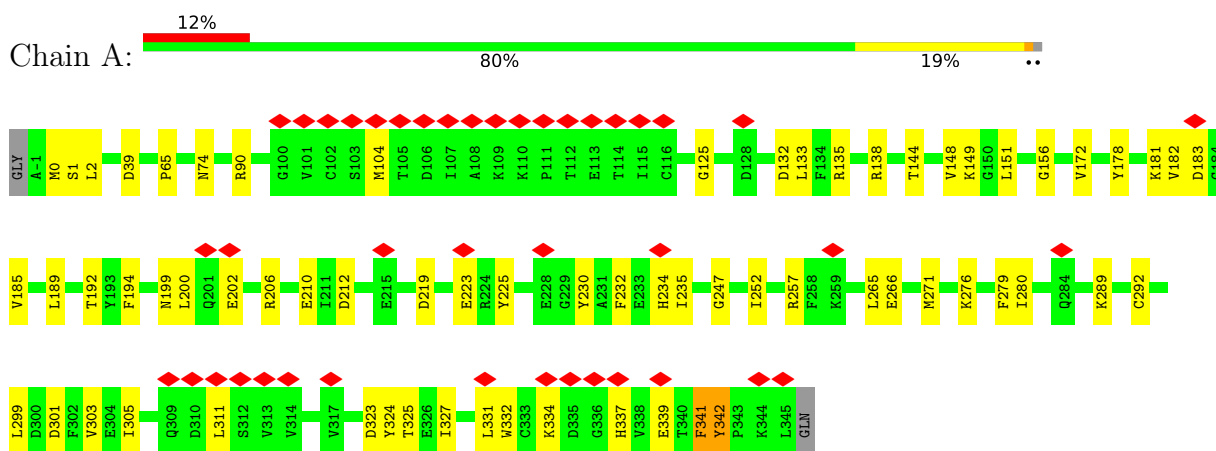 12%
Chain A:
80% 19% ••
GLY A-1 M0 S1 L2 D39 P65 N74 R90 G100 V101 C102 S103 M104 T105 D106 I107 A108 K109 K110 P111 T112 E113 T114 I115 C116 G125 D128 D132 L133 F134 R135 R138 T144 V148 K149 G150 L151 G156 V172 Y178 K181 V182 D183 G184
V185 L189 T192 Y193 F194 N199 L200 Q201 E202 R206 E210 I211 D212 E215 D219 E223 R224 Y225 E228 G229 Y230 A231 F232 E233 H234 I235 G247 I252 R257 F258 K259 L265 E266 M271 K276 F279 I280 Q284 K289 C292
L299 D300 D301 F302 V303 E304 I305 Q309 D310 L311 S312 V313 V314 V317 D323 Y324 T325 E326 I327 L331 W332 C333 K334 D335 G336 H337 V338 E339 T340 F341 Y342 P343 K344 L345 GLN